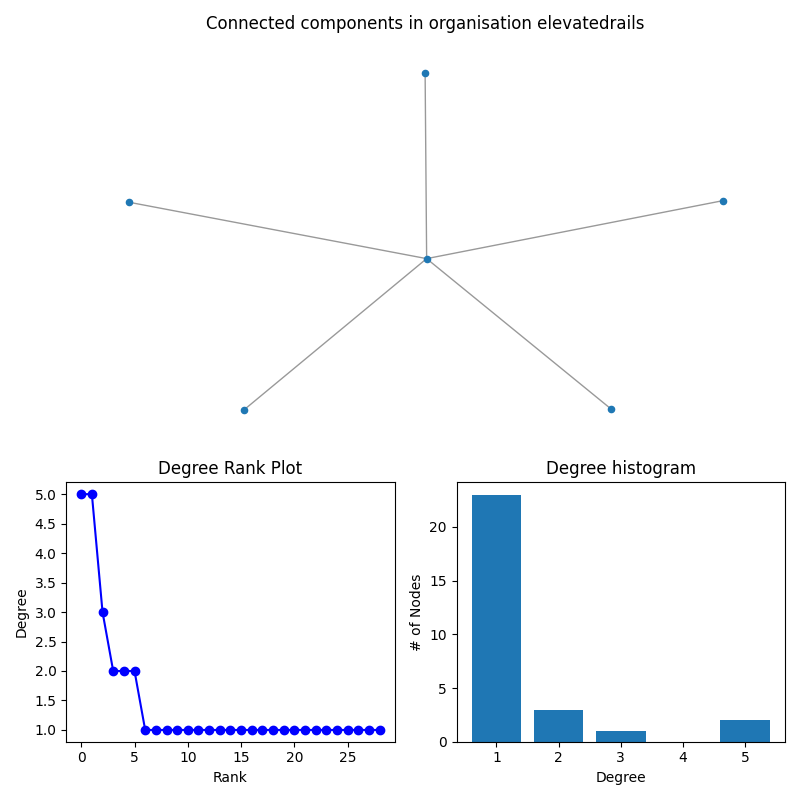 Connected components in organisation elevatedrails
Degree Rank Plot
5.0
4.5
4.0
3.5
3.0
2.5
2.0
1.5
1.0
Degree
0 5 10 15 20 25
Rank
Degree histogram
20
15
10
5
0
# of Nodes
1 2 3 4 5
Degree